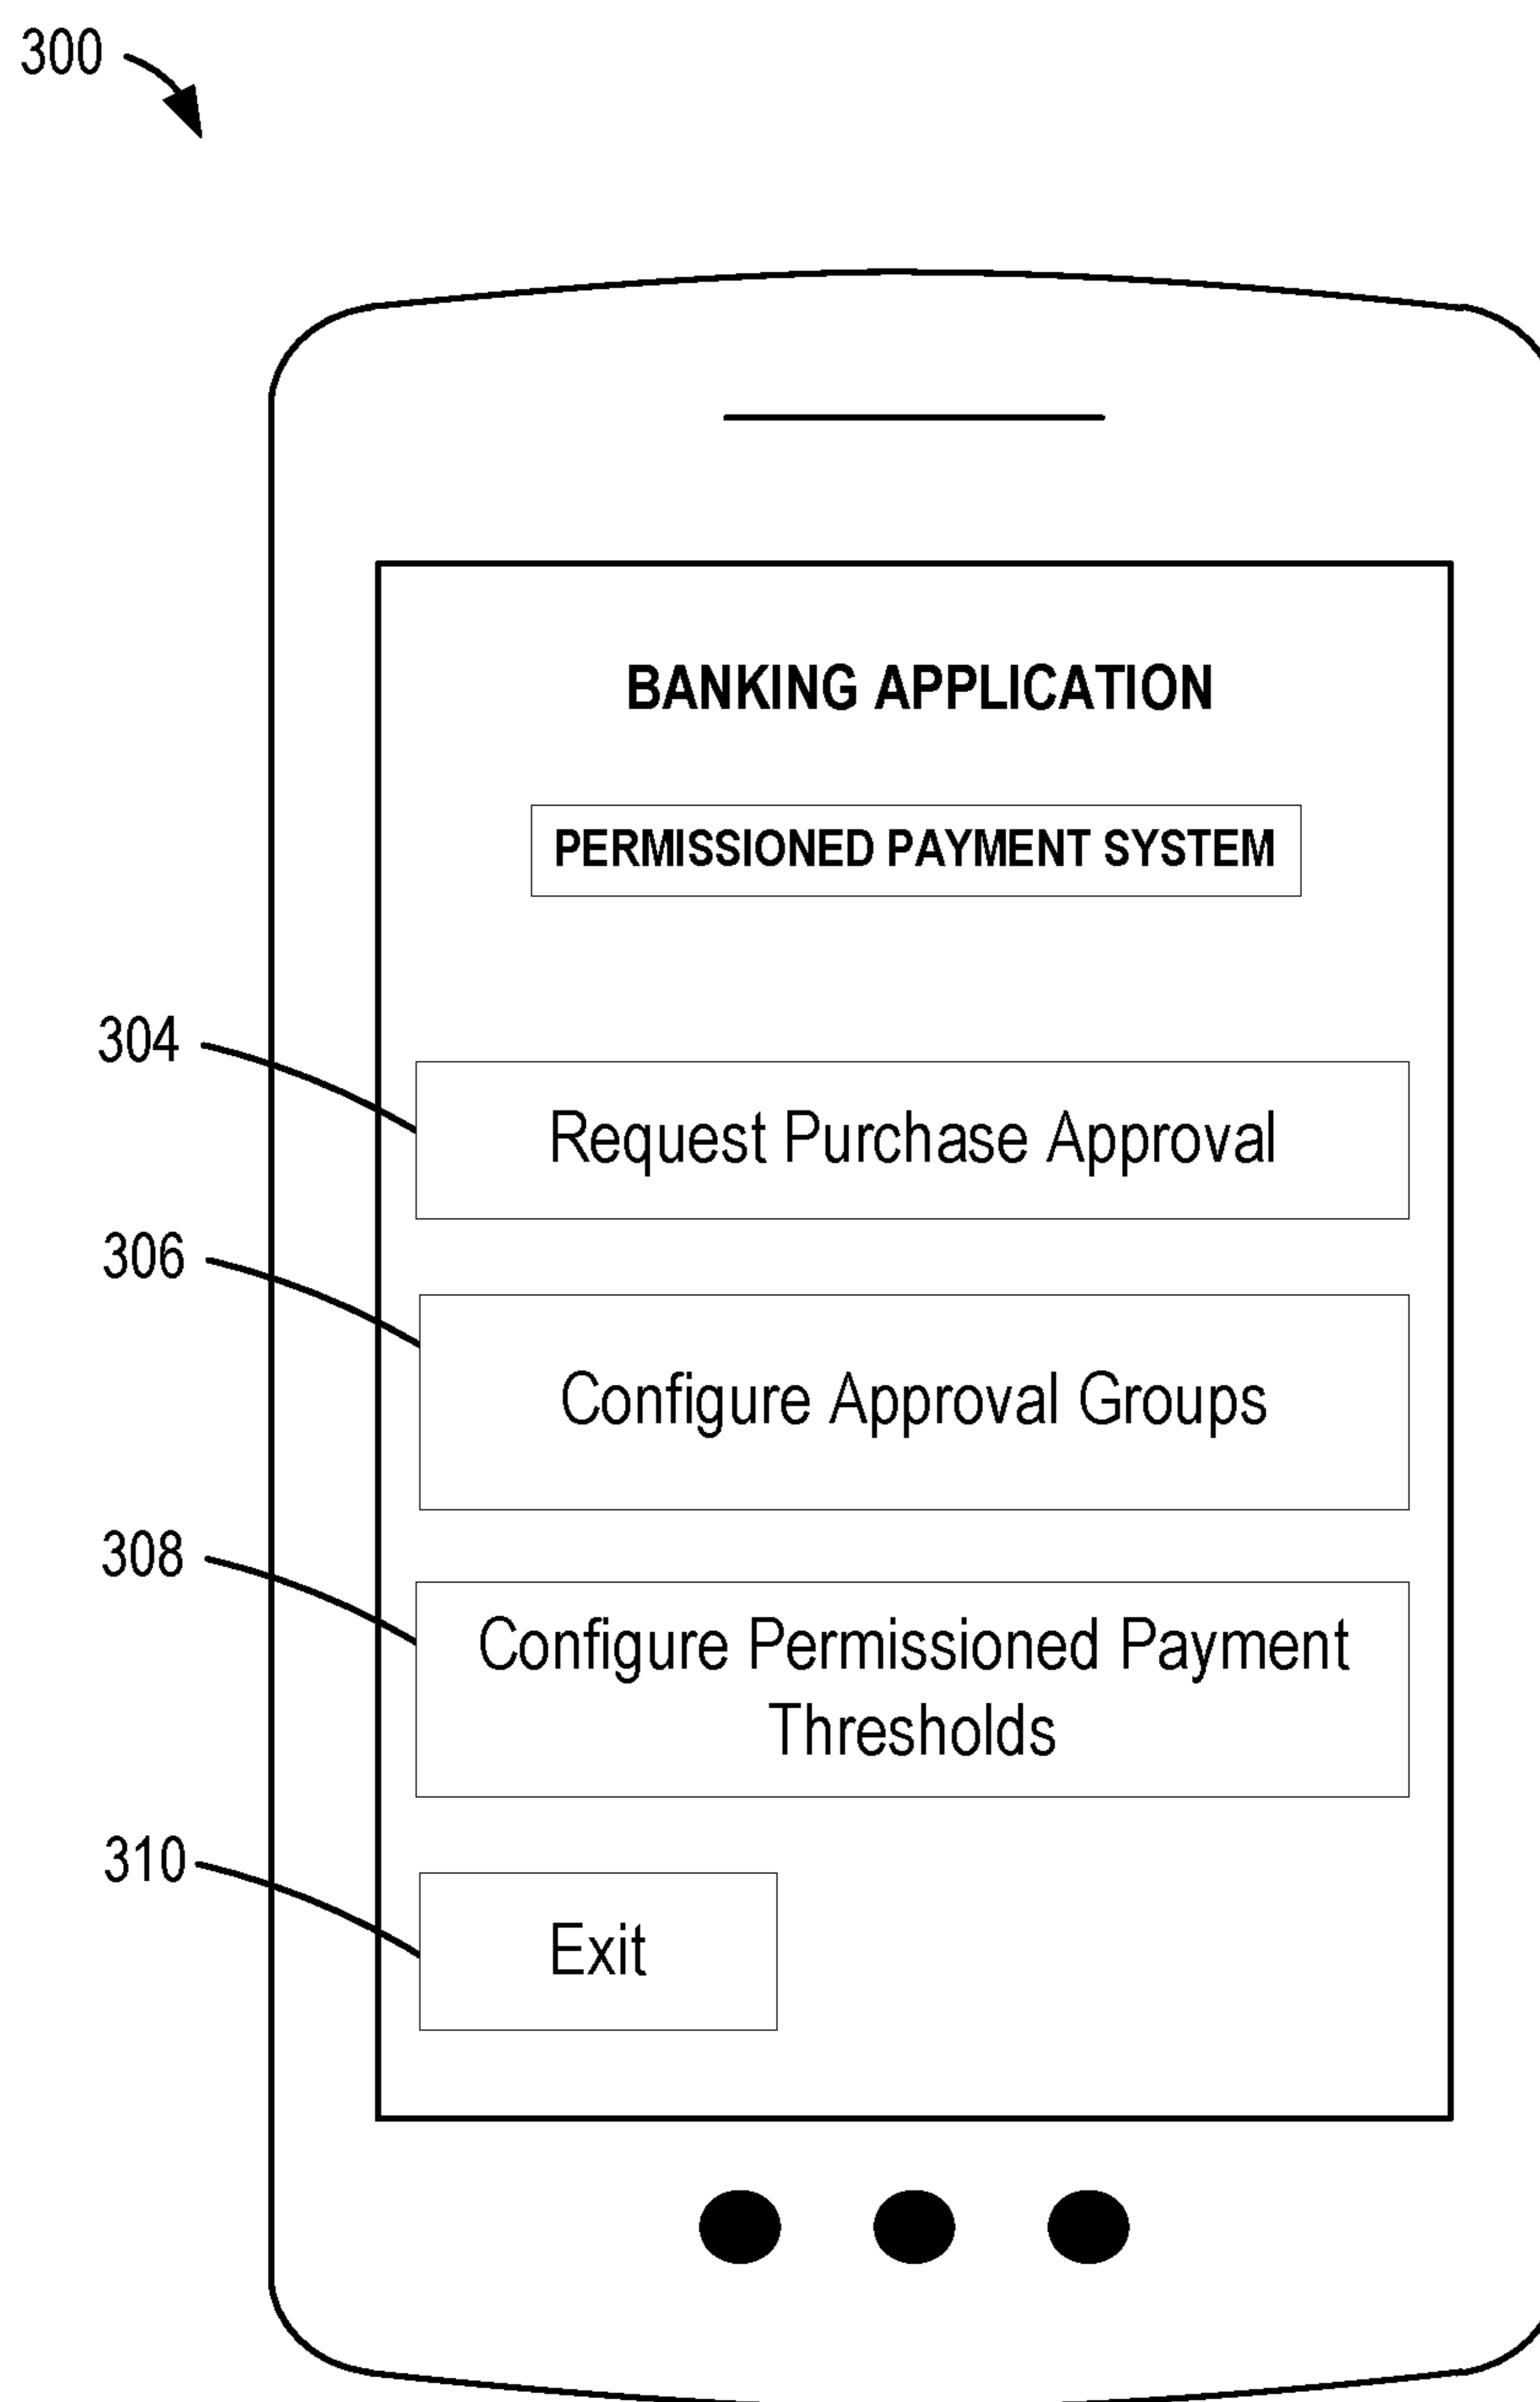 300
BANKING APPLICATION
PERMISSIONED PAYMENT SYSTEM
304
Request Purchase Approval
306
Configure Approval Groups
308
Configure Permissioned Payment
Thresholds
310
Exit